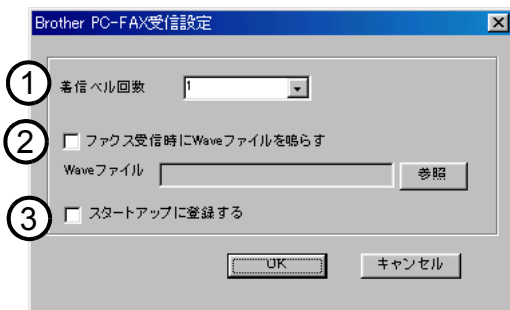 Brother PC-FAX受信設定
① 着信ベル回数 1
② ファクス受信時にWaveファイルを鳴らす
Waveファイル 参照
③ スタートアップに登録する
OK キャンセル